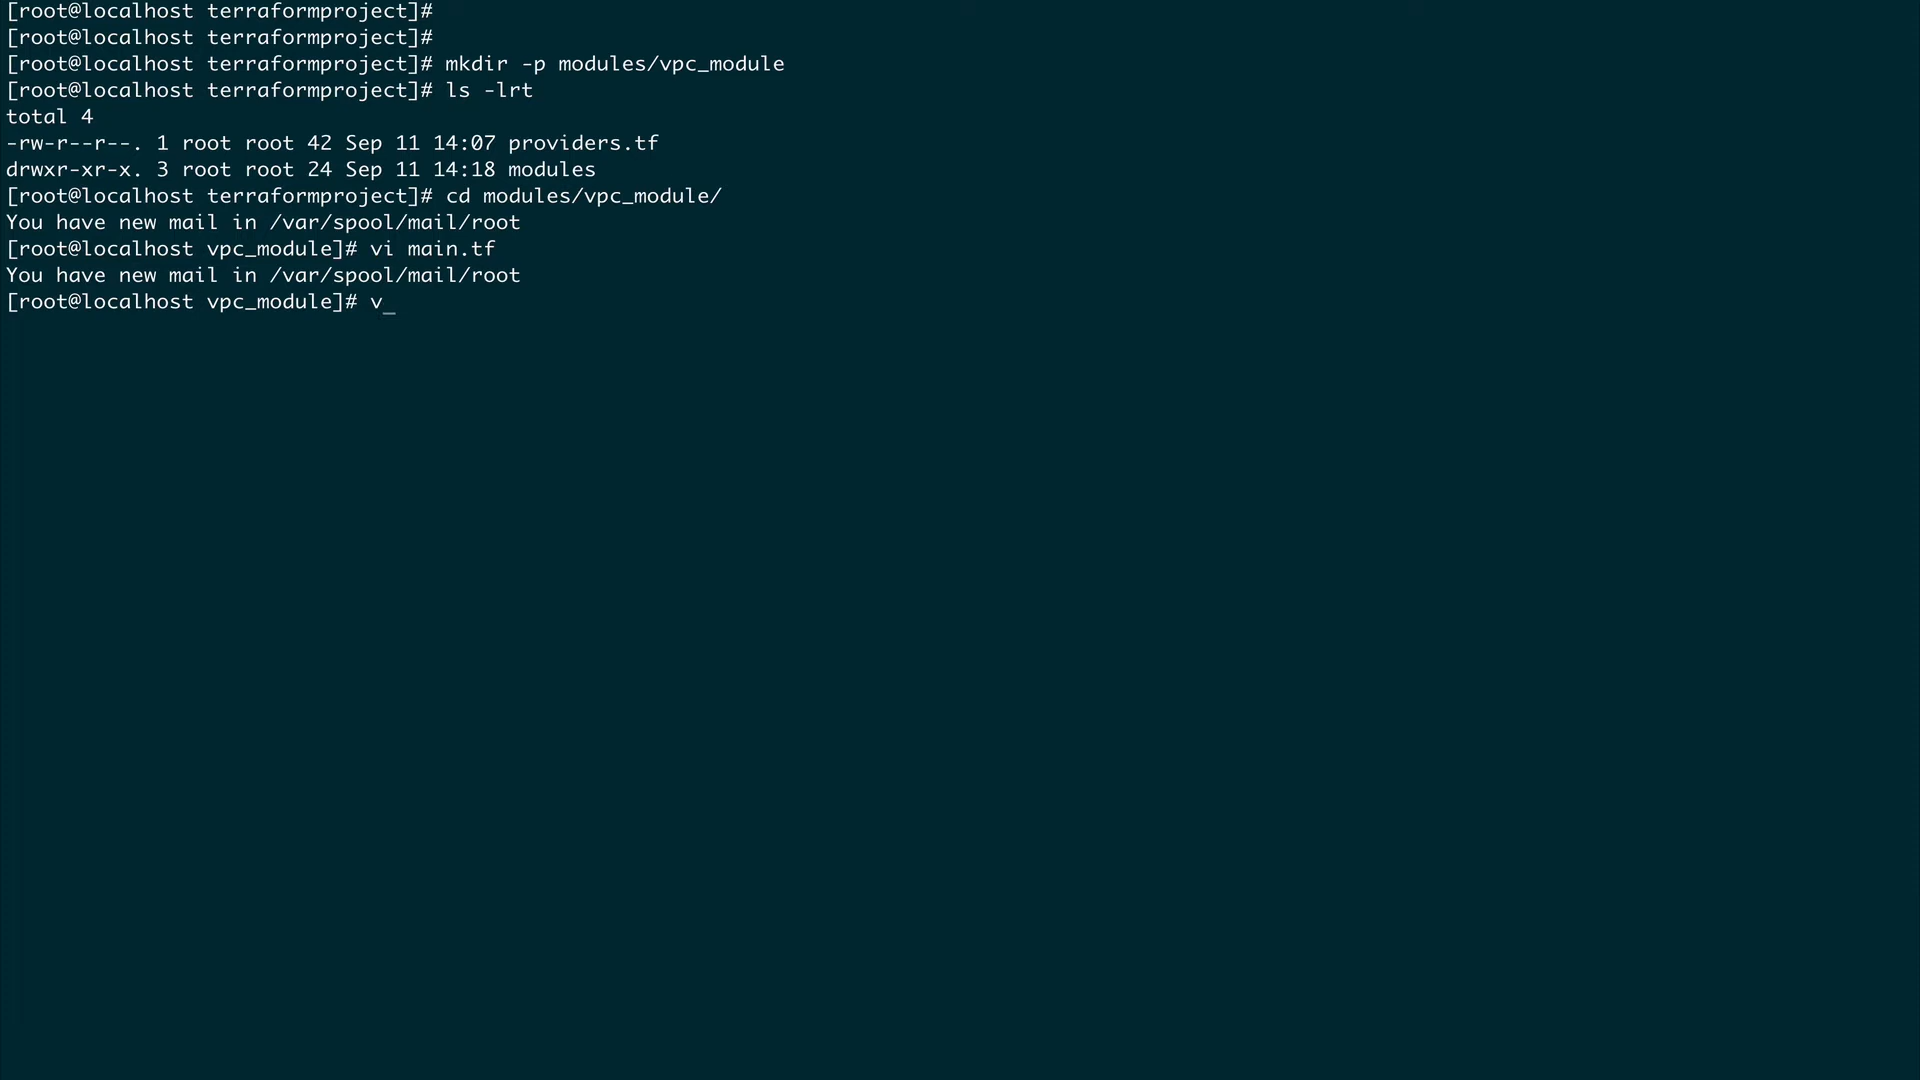 [root@localhost terraformproject]#
[root@localhost terraformproject]#
[root@localhost terraformproject]# mkdir -p modules/vpc_module
[root@localhost terraformproject]# ls -lrt
total 4
-rw-r--r--. 1 root root 42 Sep 11 14:07 providers.tf
drwxr-xr-x. 3 root root 24 Sep 11 14:18 modules
[root@localhost terraformproject]# cd modules/vpc_module/
You have new mail in /var/spool/mail/root
[root@localhost vpc_module]# vi main.tf
You have new mail in /var/spool/mail/root
[root@localhost vpc_module]# v_